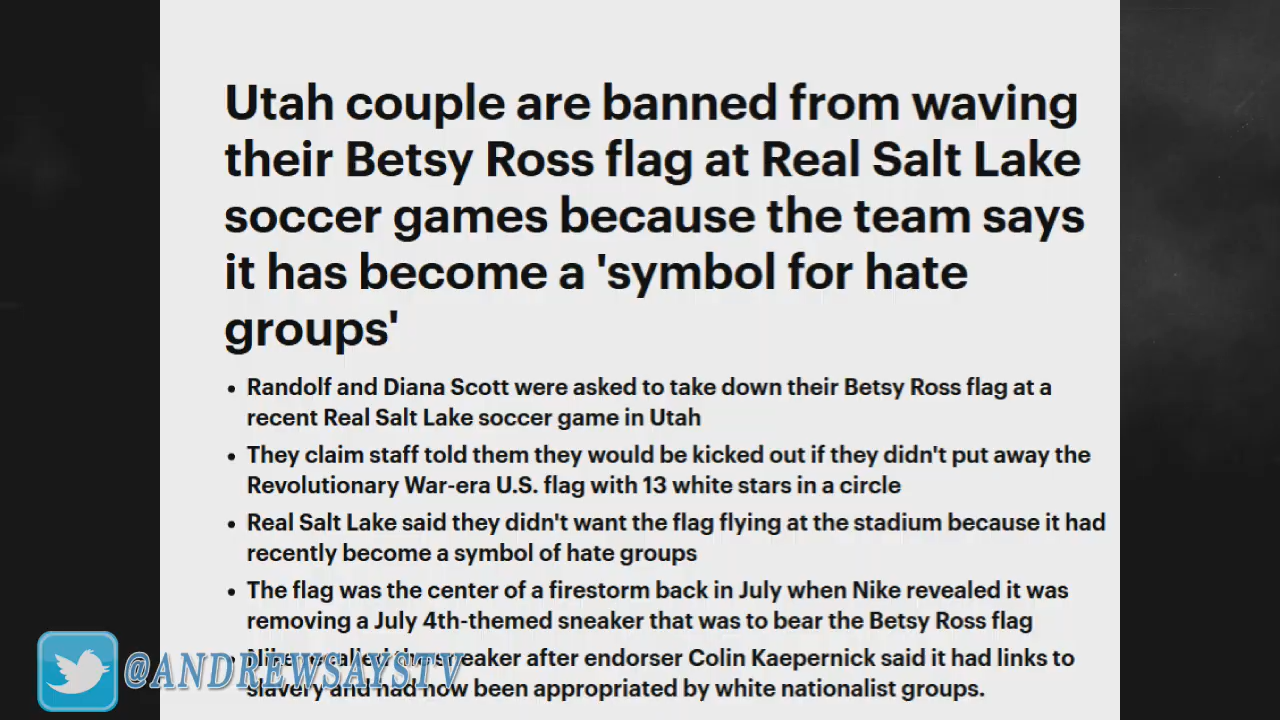 Utah couple are banned from waving
their Betsy Ross flag at Real Salt Lake
soccer games because the team says
it has become a 'symbol for hate
groups'
• Randolf and Diana Scott were asked to take down their Betsy Ross flag at a
recent Real Salt Lake soccer game in Utah
• They claim staff told them they would be kicked out if they didn't put away the
Revolutionary War-era U.S. flag with 13 white stars in a circle
• Real Salt Lake said they didn't want the flag flying at the stadium because it had
recently become a symbol of hate groups
• The flag was the center of a firestorm back in July when Nike revealed it was
removing a July 4th-themed sneaker that was to bear the Betsy Ross flag
• Nike recalled the sneaker after endorser Colin Kaepernick said it had links to
slavery and had now been appropriated by white nationalist groups.
@ANDREWSAYSTV